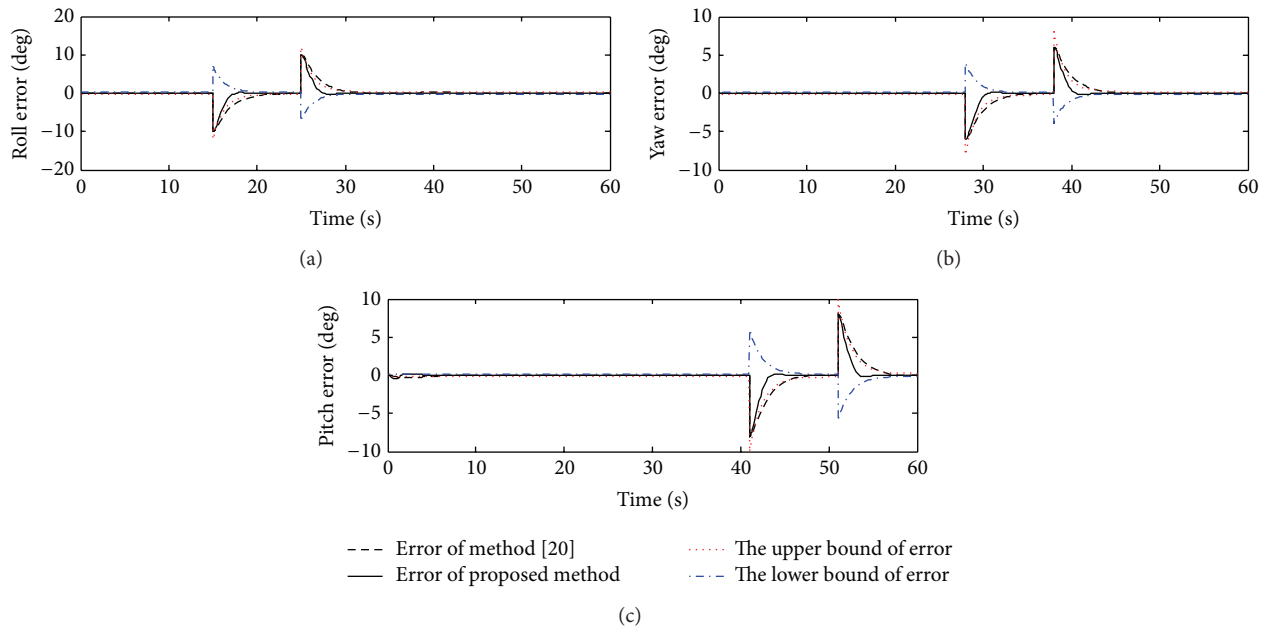 20
10
0
−10
−20
Roll error (deg)
0 10 20 30 40 50 60
Time (s)
(a)
10
5
0
−5
−10
Yaw error (deg)
0 10 20 30 40 50 60
Time (s)
(b)
10
5
0
−5
−10
Pitch error (deg)
0 10 20 30 40 50 60
Time (s)
Error of method [20]
Error of proposed method
The upper bound of error
The lower bound of error
(c)